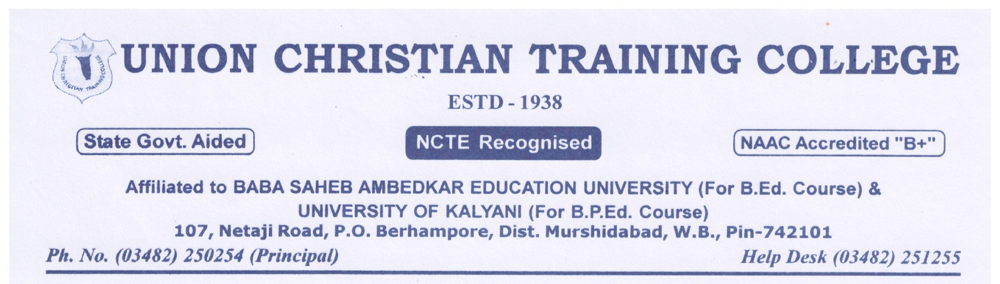 UNION CHRISTIAN TRAINING COLLEGE
UNION CHRISTIAN TRAINING COLLEGE
ESTD - 1938
State Govt. Aided
NCTE Recognised
NAAC Accredited "B+"
Affiliated to BABA SAHEB AMBEDKAR EDUCATION UNIVERSITY (For B.Ed. Course) &
UNIVERSITY OF KALYANI (For B.P.Ed. Course)
107, Netaji Road, P.O. Berhampore, Dist. Murshidabad, W.B., Pin-742101
Ph. No. (03482) 250254 (Principal)
Help Desk (03482) 251255